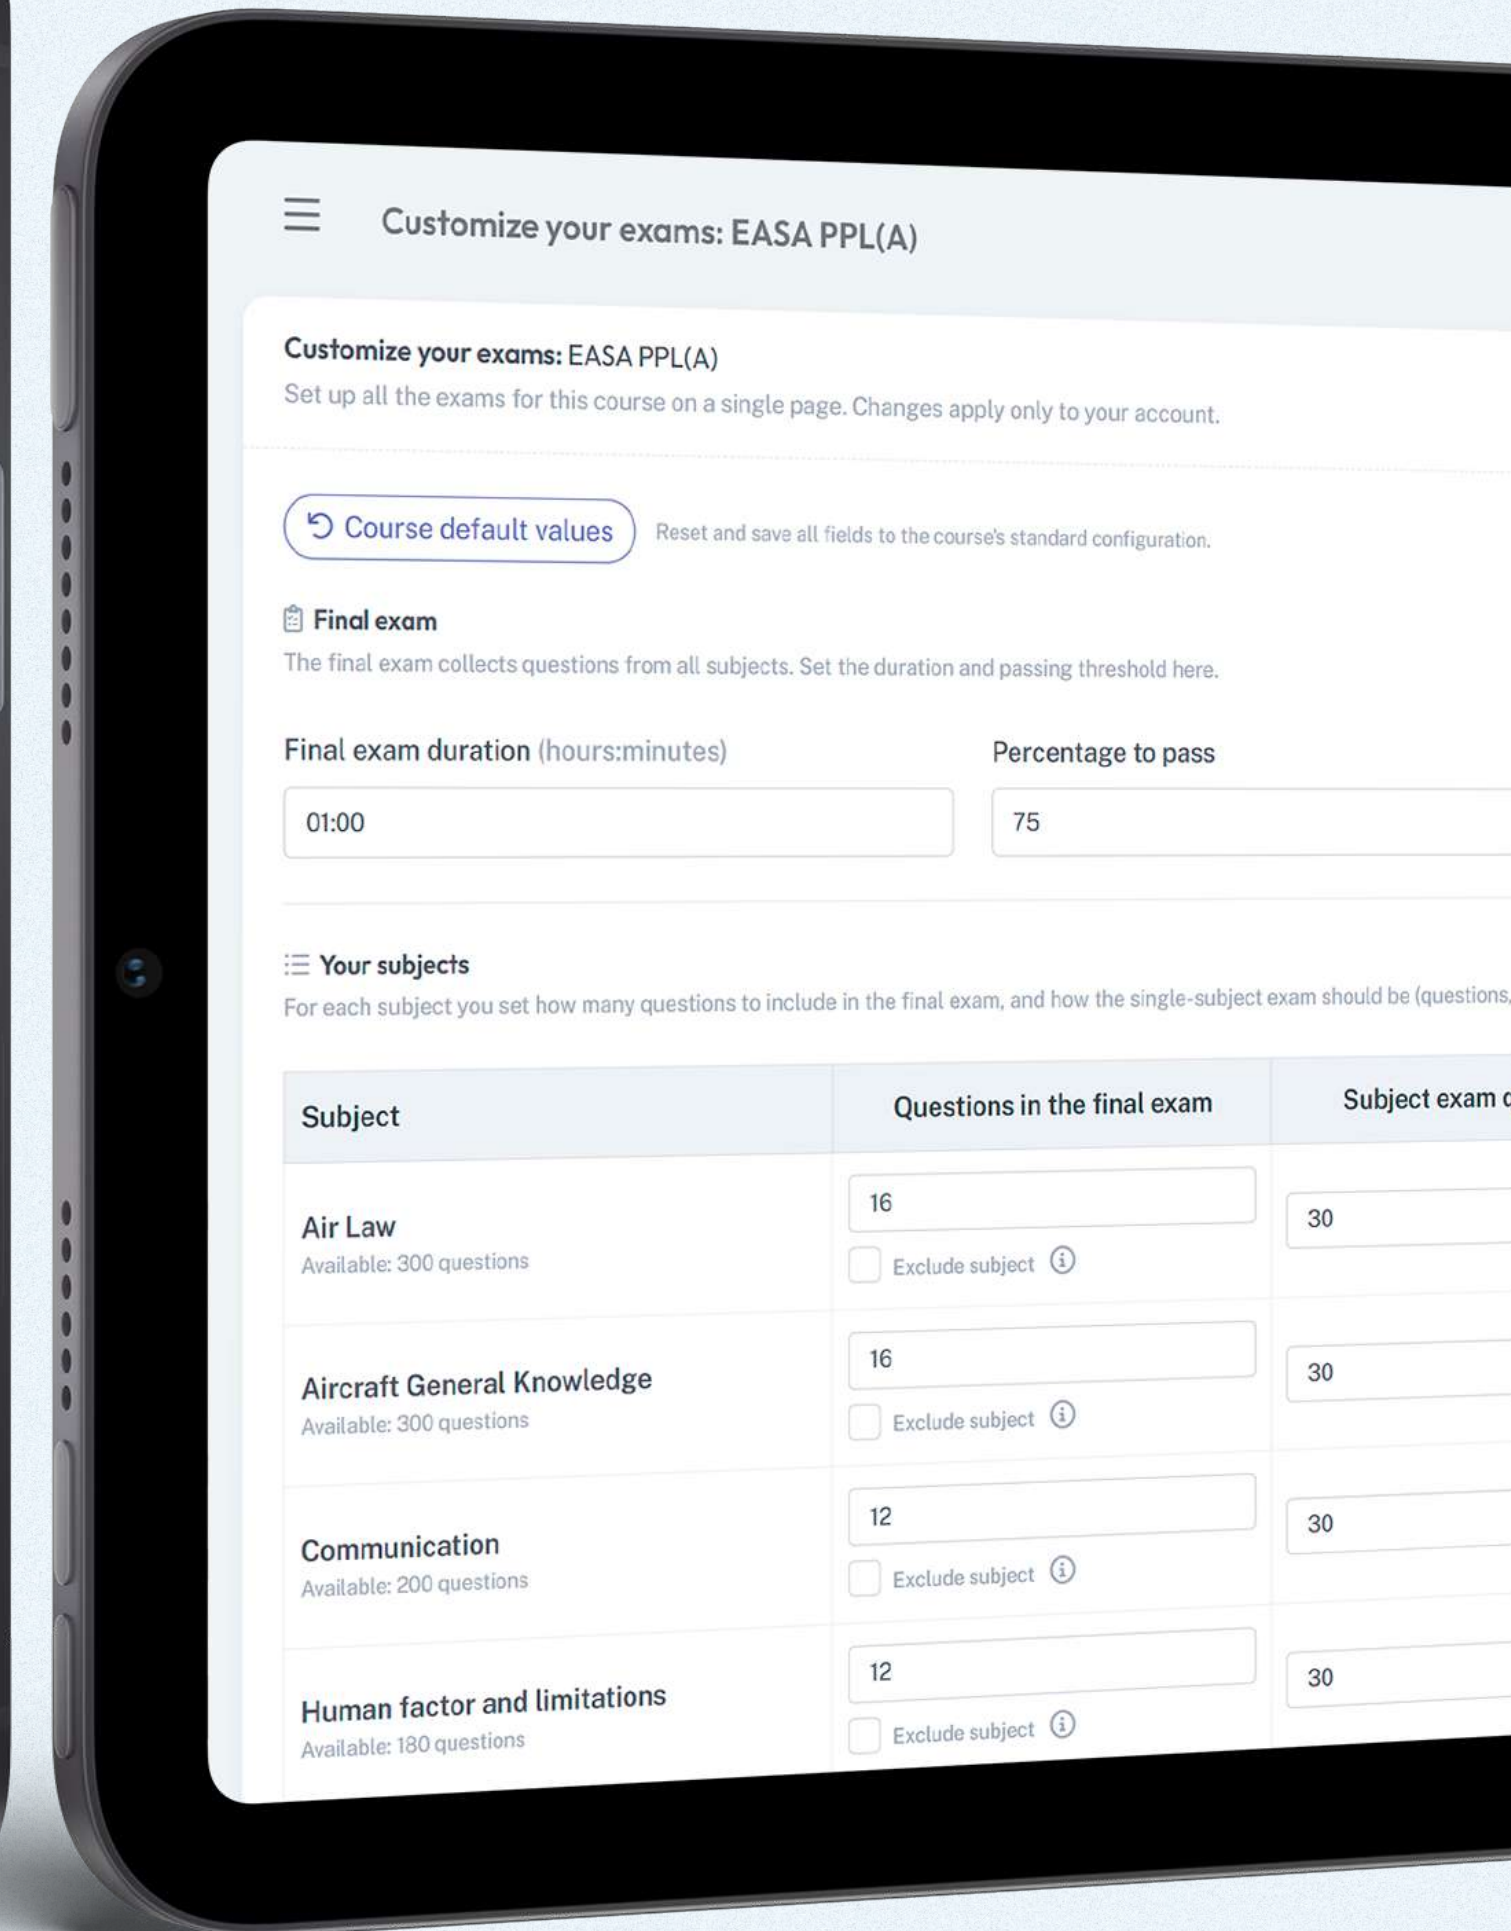 Customize your exams: EASA PPL(A)
Customize your exams: EASA PPL(A)
Set up all the exams for this course on a single page. Changes apply only to your account.
Course default values
Reset and save all fields to the course's standard configuration.
Final exam
The final exam collects questions from all subjects. Set the duration and passing threshold here.
Final exam duration (hours:minutes)
Percentage to pass
01:00
75
Your subjects
For each subject you set how many questions to include in the final exam, and how the single-subject exam should be (questions,
Subject
Questions in the final exam
Subject exam
Air Law
Available: 300 questions
16
Exclude subject
30
Aircraft General Knowledge
Available: 300 questions
16
Exclude subject
30
Communication
Available: 200 questions
12
Exclude subject
30
Human factor and limitations
Available: 180 questions
12
Exclude subject
30